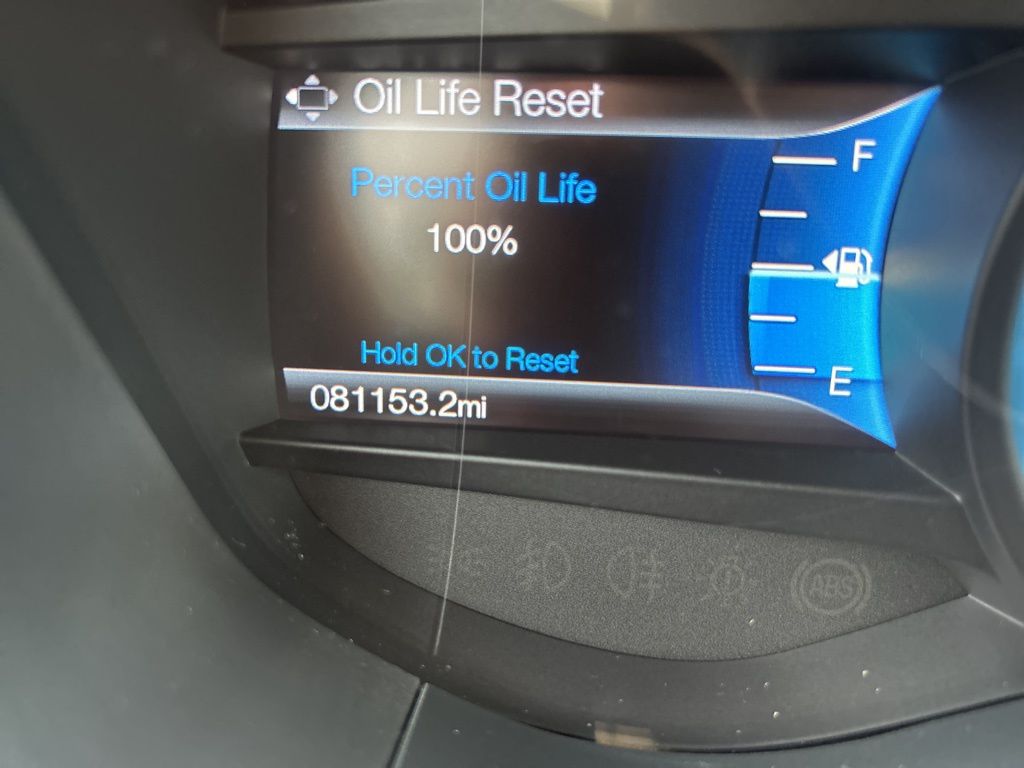 Oil Life Reset
F
Percent Oil Life
100%
Hold OK to Reset
E
081153.2mi
ABS